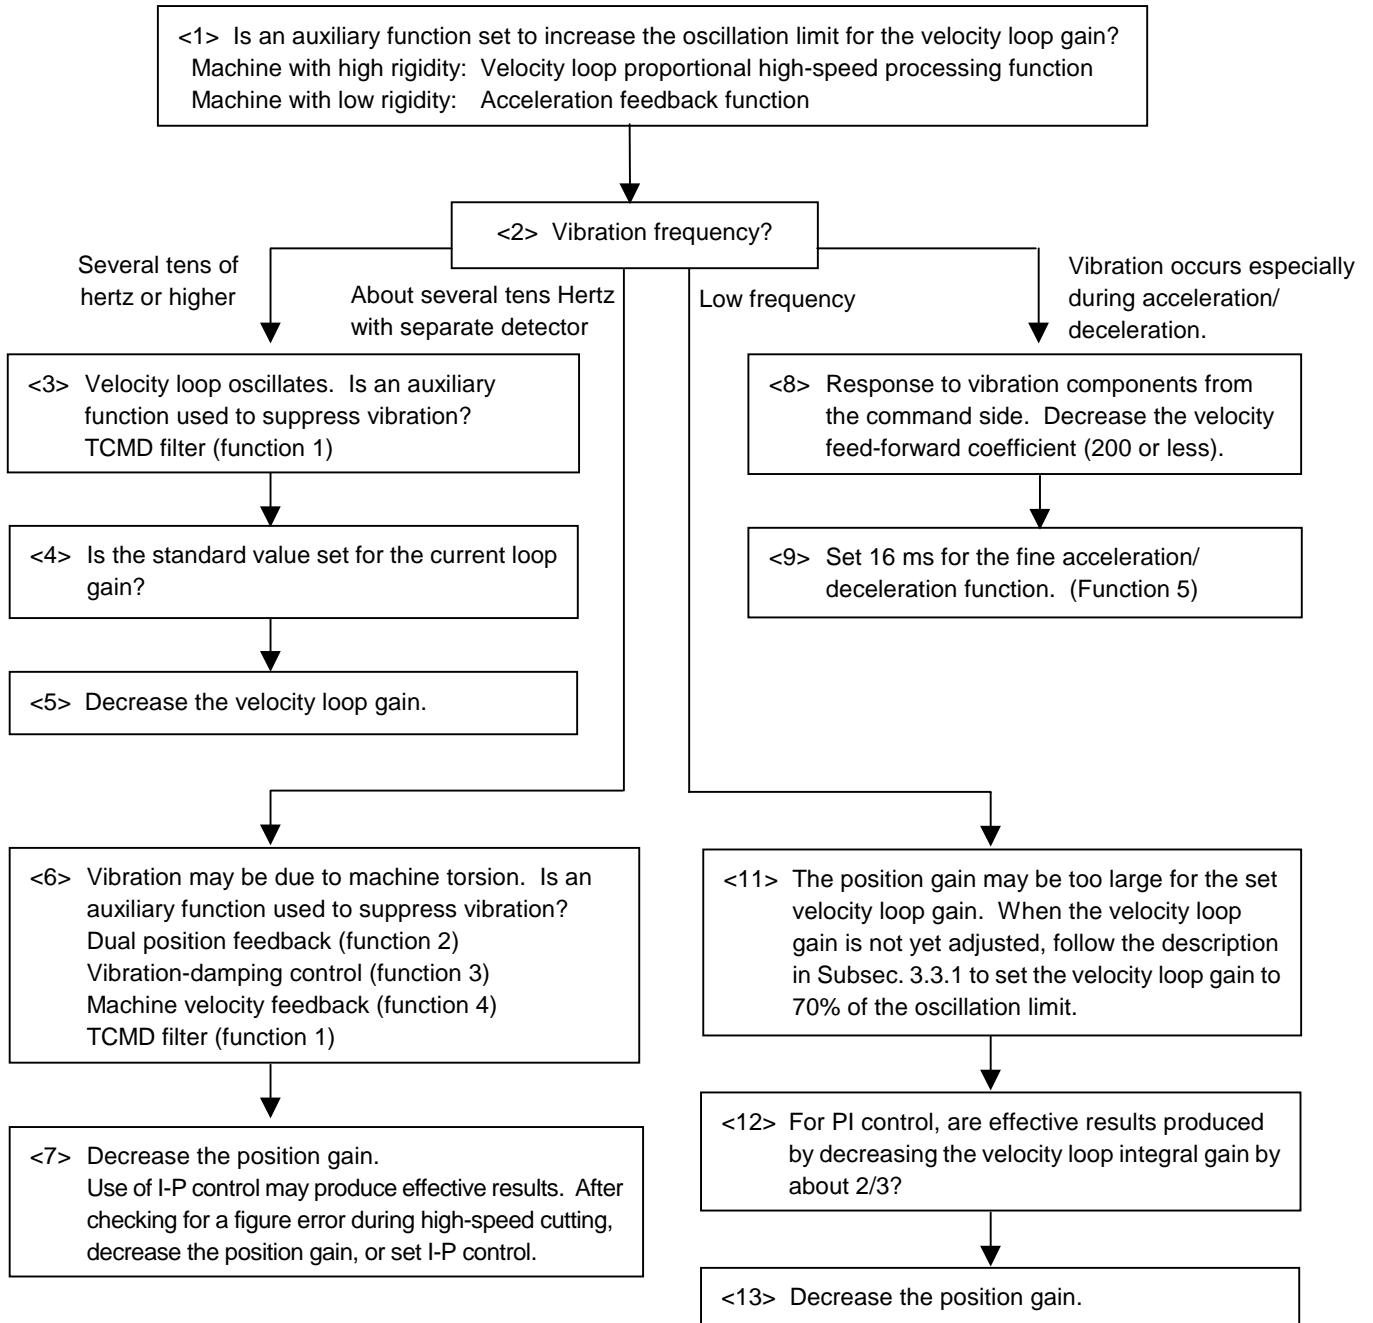 <1> Is an auxiliary function set to increase the oscillation limit for the velocity loop gain?
Machine with high rigidity: Velocity loop proportional high-speed processing function
Machine with low rigidity: Acceleration feedback function
<2> Vibration frequency?
Several tens of
hertz or higher
About several tens Hertz
with separate detector
Low frequency
Vibration occurs especially
during acceleration/
deceleration.
<3> Velocity loop oscillates. Is an auxiliary
function used to suppress vibration?
TCMD filter (function 1)
<8> Response to vibration components from
the command side. Decrease the velocity
feed-forward coefficient (200 or less).
<4> Is the standard value set for the current loop
gain?
<9> Set 16 ms for the fine acceleration/
deceleration function. (Function 5)
<5> Decrease the velocity loop gain.
<6> Vibration may be due to machine torsion. Is an
auxiliary function used to suppress vibration?
Dual position feedback (function 2)
Vibration-damping control (function 3)
Machine velocity feedback (function 4)
TCMD filter (function 1)
<11> The position gain may be too large for the set
velocity loop gain. When the velocity loop
gain is not yet adjusted, follow the description
in Subsec. 3.3.1 to set the velocity loop gain to
70% of the oscillation limit.
<7> Decrease the position gain.
Use of I-P control may produce effective results. After
checking for a figure error during high-speed cutting,
decrease the position gain, or set I-P control.
<12> For PI control, are effective results produced
by decreasing the velocity loop integral gain by
about 2/3?
<13> Decrease the position gain.